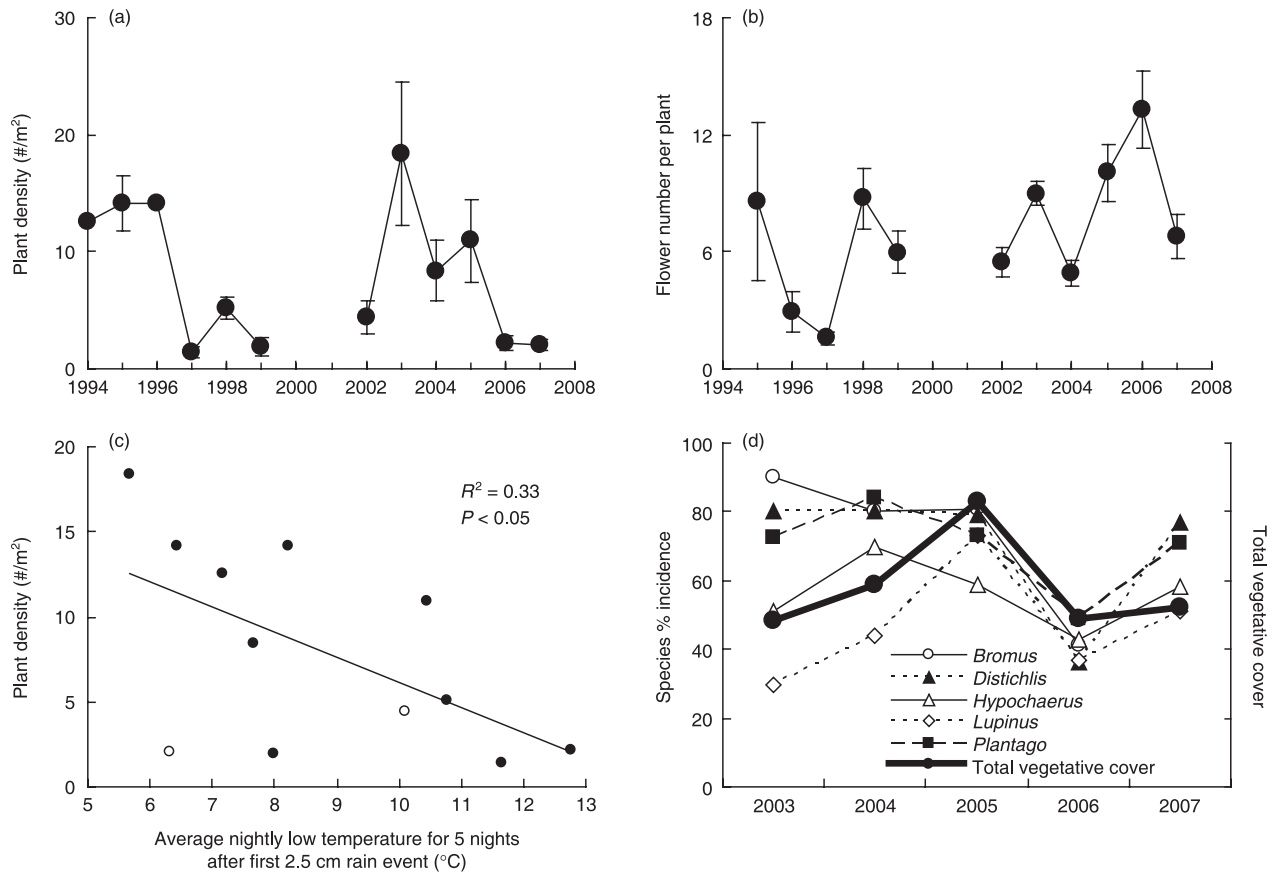 (a)
30
20
10
0
Plant density (#/m²)
1994 1996 1998 2000 2002 2004 2006 2008
(b)
18
12
6
0
Flower number per plant
1994 1996 1998 2000 2002 2004 2006 2008
(c)
20
15
10
5
0
Plant density (#/m²)
R² = 0.33
P < 0.05
5 6 7 8 9 10 11 12 13
Average nightly low temperature for 5 nights
after first 2.5 cm rain event (°C)
(d)
100
80
60
40
20
0
Species % incidence
Total vegetative cover
Bromus
Distichlis
Hypochaerus
Lupinus
Plantago
Total vegetative cover
2003 2004 2005 2006 2007